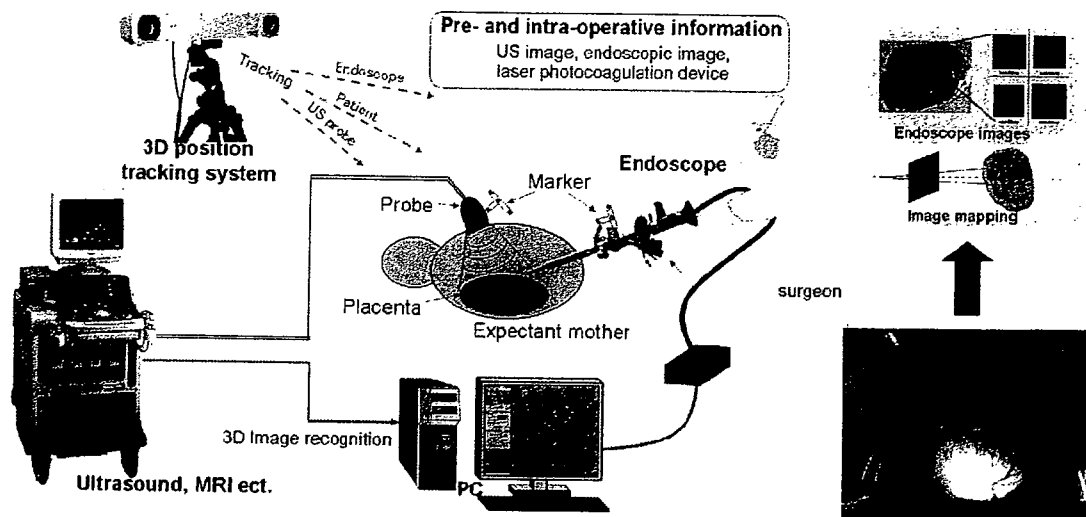 Pre- and intra-operative information
US image, endoscopic image,
laser photocoagulation device
Tracking
Endoscope
Patient
US probe
3D position
tracking system
Endoscope
Marker
Probe
Placenta
Expectant mother
surgeon
3D Image recognition
PC
Ultrasound, MRI ect.
Endoscope images
Image mapping